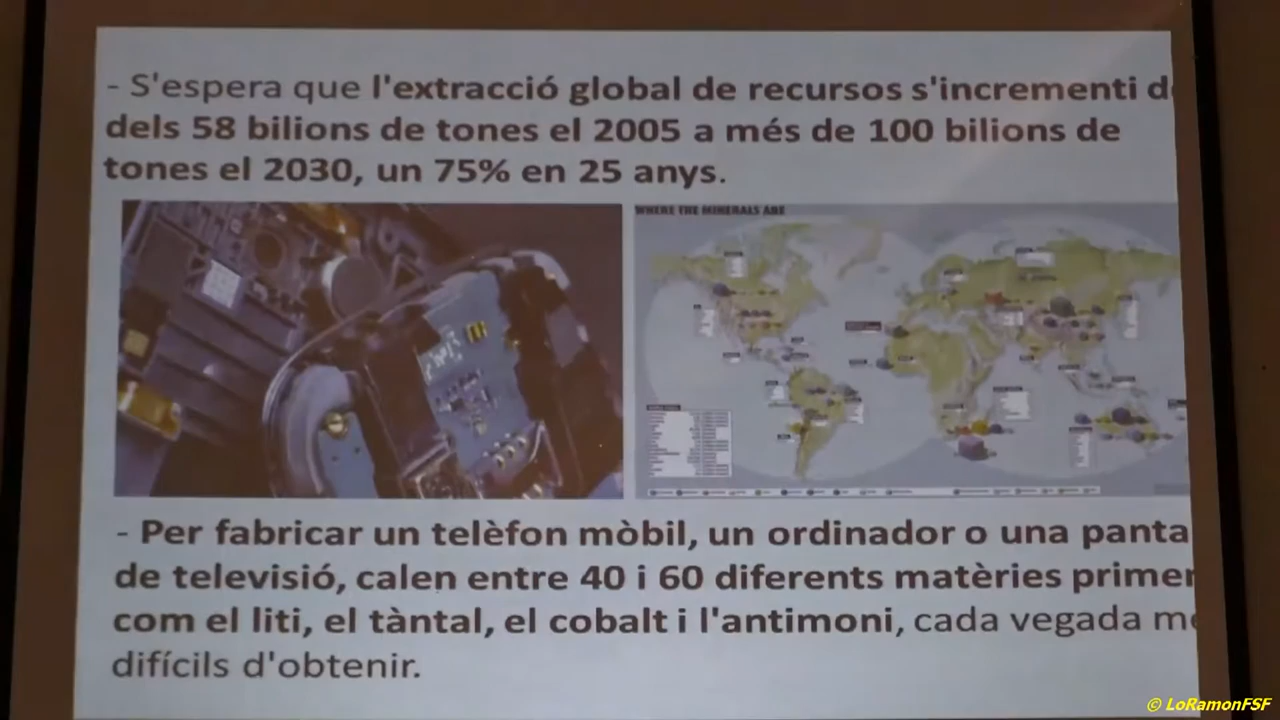 - S'espera que l'extracció global de recursos s'incrementi
dels 58 bilions de tones el 2005 a més de 100 bilions de
tones el 2030, un 75% en 25 anys.
WHERE THE MINERALS ARE
- Per fabricar un telèfon mòbil, un ordinador o una panta
de televisió, calen entre 40 i 60 diferents matèries primer
com el liti, el tàntal, el cobalt i l'antimoni, cada vegada
difícils d'obtenir.
© LoRamonFSF